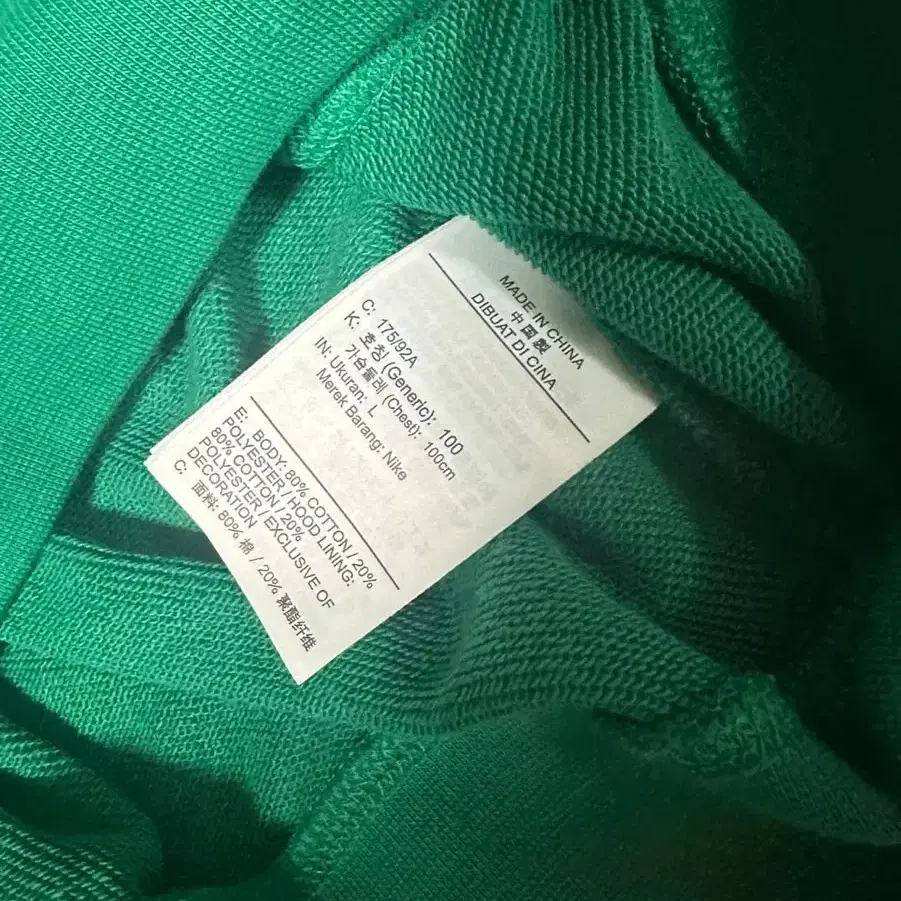 MADE IN CHINA
中国製
DIBUAT DI CINA
C: 175/92A
K: 호칭 (Generic): 100
가슴둘레 (Chest): 100cm
IN: Ukuran: L
Merek Barang: Nike
E: BODY: 80% COTTON / 20%
POLYESTER / HOOD LINING:
80% COTTON / 20%
POLYESTER / EXCLUSIVE OF
DECORATION
C: 面料: 80% 棉 / 20% 聚酯纤维